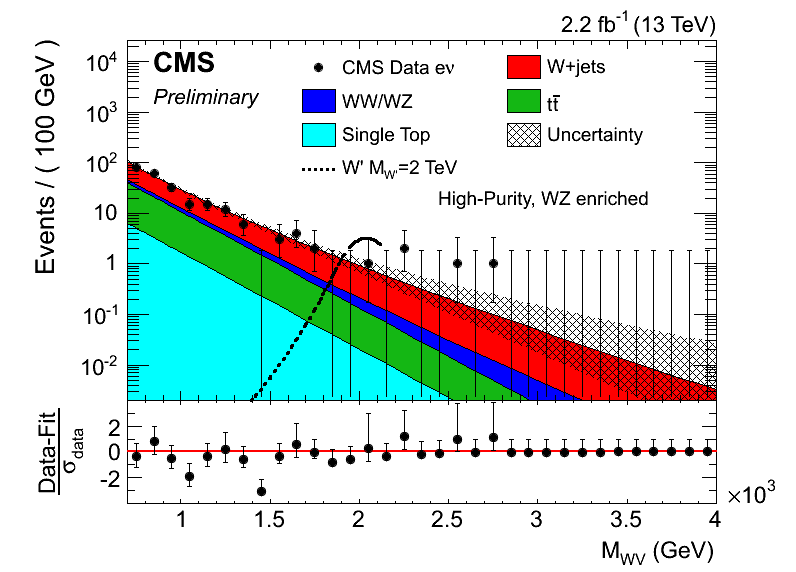 2.2 fb⁻¹ (13 TeV)
CMS
Preliminary
CMS Data eν
W+jets
WW/WZ
tt̄
Single Top
Uncertainty
W' M_W'=2 TeV
High-Purity, WZ enriched
Events / ( 100 GeV )
10⁴
10³
10²
10
1
10⁻¹
10⁻²
Data-Fit
σ_data
2
0
-2
1
1.5
2
2.5
3
3.5
4
×10³
M_WV (GeV)